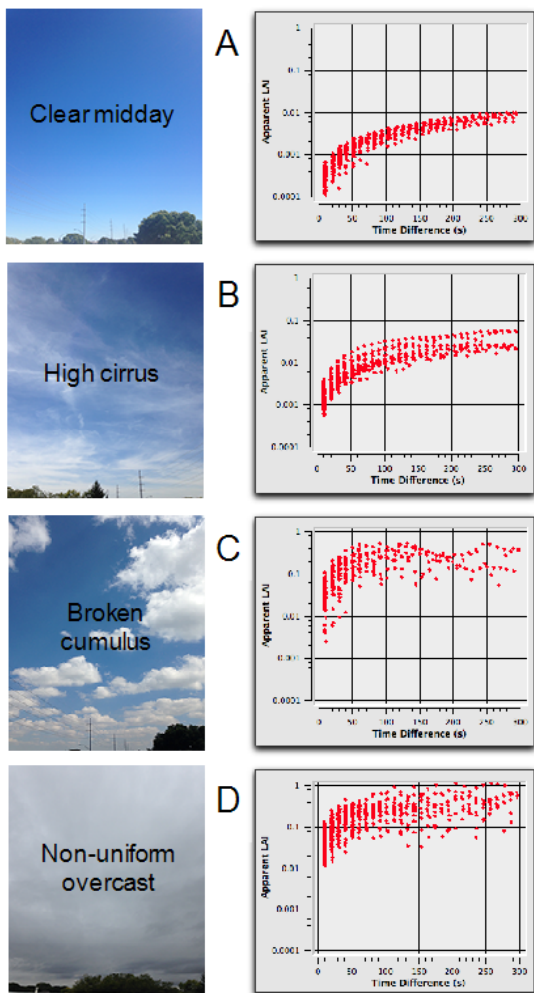 A
Clear midday
1
0.1
0.01
0.001
0.0001
Apparent LAI
0 50 100 150 200 250 300
Time Difference (s)
B
High cirrus
1
0.1
0.01
0.001
0.0001
Apparent LAI
0 50 100 150 200 250 300
Time Difference (s)
C
Broken
cumulus
1
0.1
0.01
0.001
0.0001
Apparent LAI
0 50 100 150 200 250 300
Time Difference (s)
D
Non-uniform
overcast
1
0.1
0.01
0.001
0.0001
Apparent LAI
0 50 100 150 200 250 300
Time Difference (s)